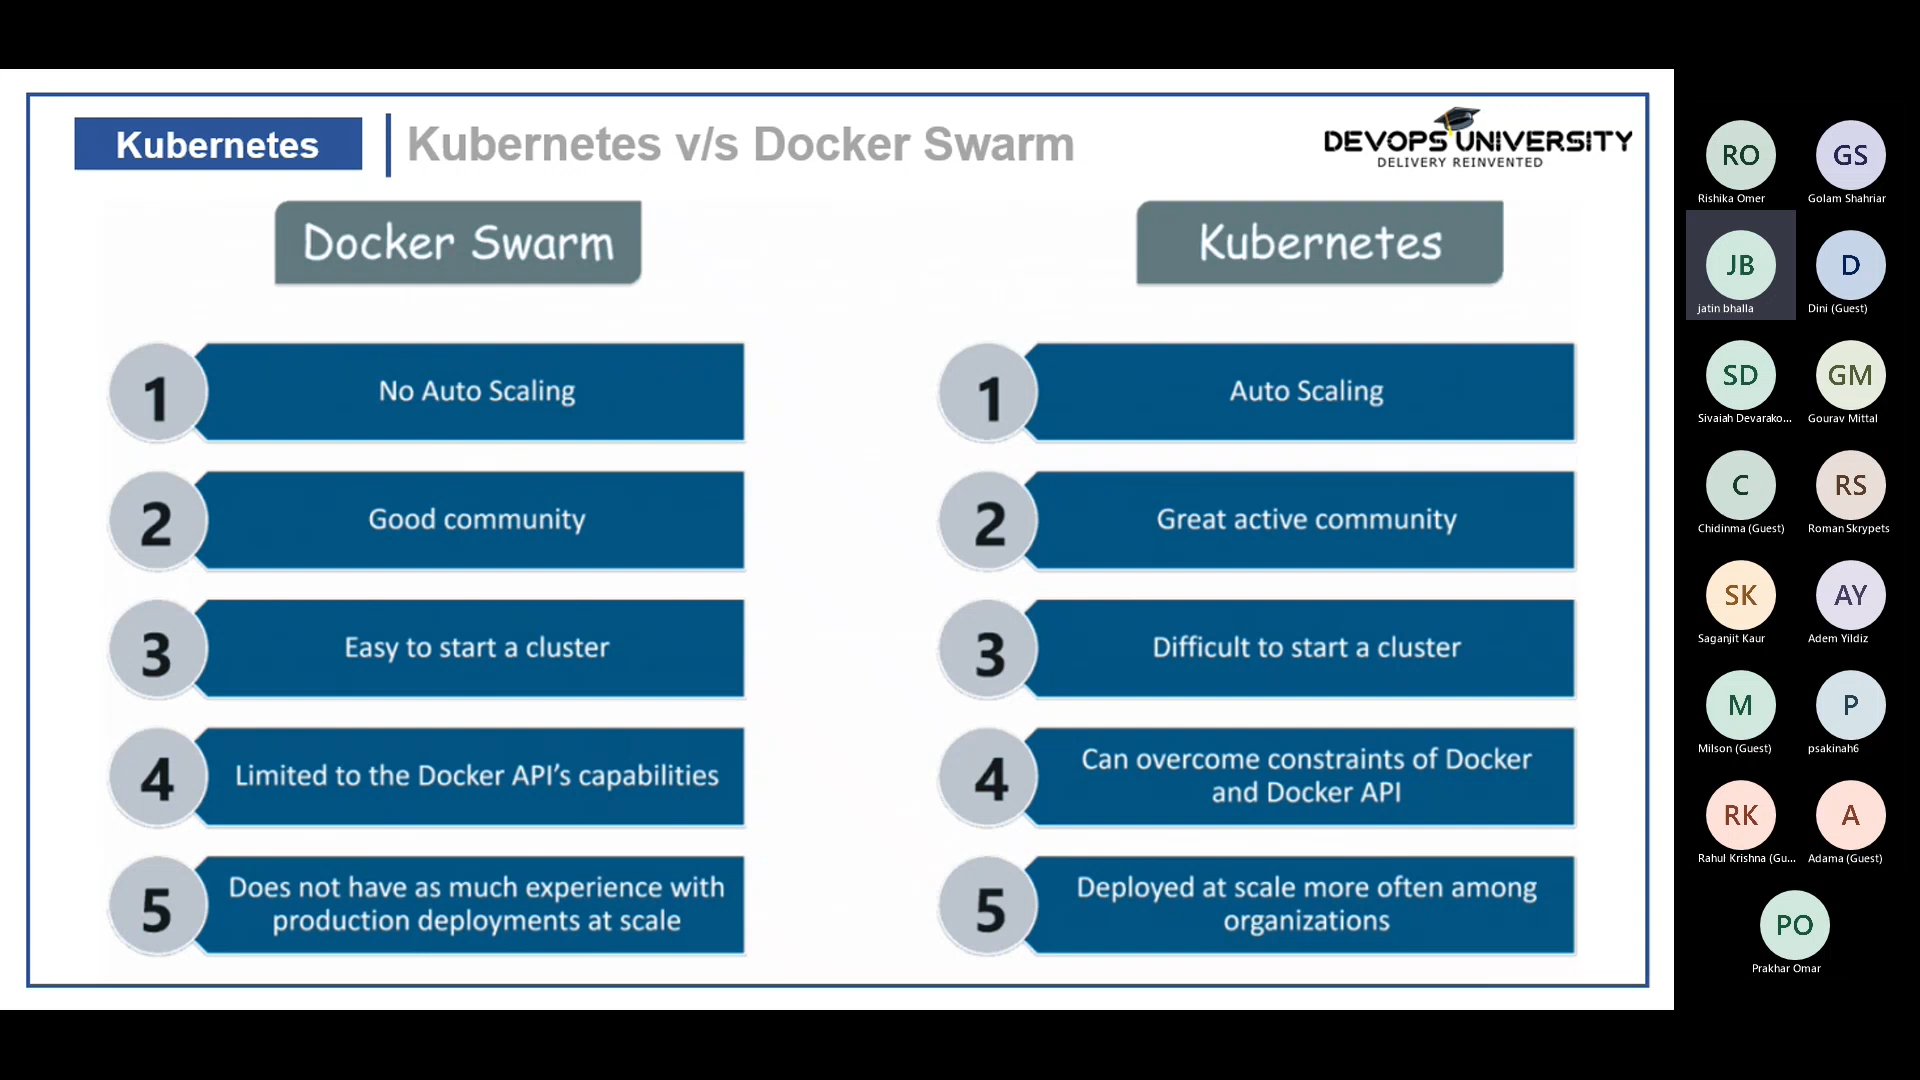 Kubernetes
Kubernetes v/s Docker Swarm
DEVOPS UNIVERSITY
DELIVERY REINVENTED
Docker Swarm
1
No Auto Scaling
2
Good community
3
Easy to start a cluster
4
Limited to the Docker API's capabilities
5
Does not have as much experience with
production deployments at scale
Kubernetes
1
Auto Scaling
2
Great active community
3
Difficult to start a cluster
4
Can overcome constraints of Docker
and Docker API
5
Deployed at scale more often among
organizations
RO
Rishika Omer
GS
Golam Shahriar
JB
jatin bhalla
D
Dini (Guest)
SD
Sivaiah Devarako...
GM
Gourav Mittal
C
Chidinma (Guest)
RS
Roman Skrypets
SK
Saganjit Kaur
AY
Adem Yildiz
M
Milson (Guest)
P
psakinah6
RK
Rahul Krishna (Gu...
A
Adama (Guest)
PO
Prakhar Omar